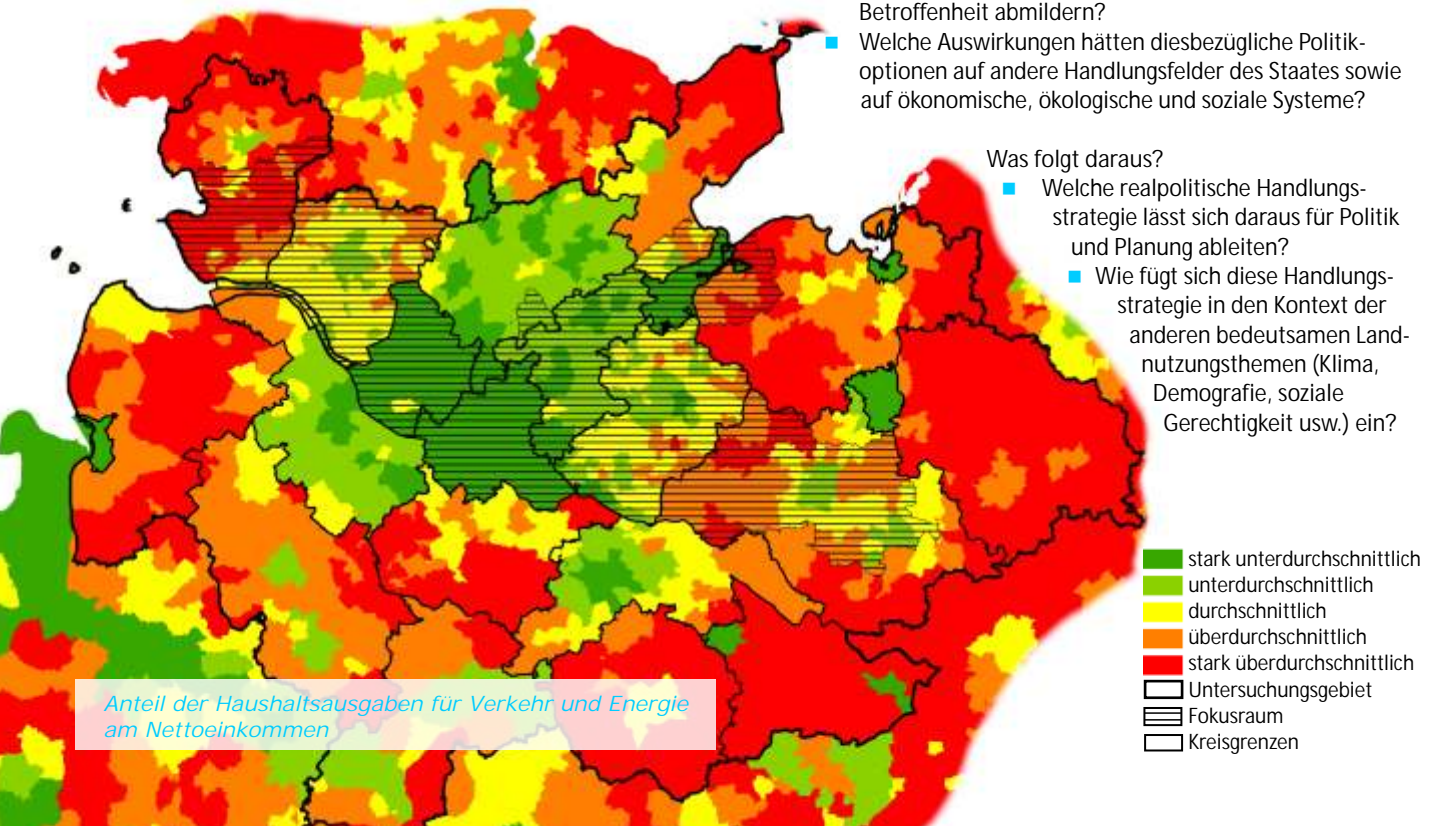 Betroffenheit abmildern?
■ Welche Auswirkungen hätten diesbezügliche Politik-
optionen auf andere Handlungsfelder des Staates sowie
auf ökonomische, ökologische und soziale Systeme?
Was folgt daraus?
■ Welche realpolitische Handlungs-
strategie lässt sich daraus für Politik
und Planung ableiten?
■ Wie fügt sich diese Handlungs-
strategie in den Kontext der
anderen bedeutsamen Land-
nutzungsthemen (Klima,
Demografie, soziale
Gerechtigkeit usw.) ein?
stark unterdurchschnittlich
unterdurchschnittlich
durchschnittlich
überdurchschnittlich
stark überdurchschnittlich
Untersuchungsgebiet
Fokusraum
Kreisgrenzen
Anteil der Haushaltsausgaben für Verkehr und Energie
am Nettoeinkommen